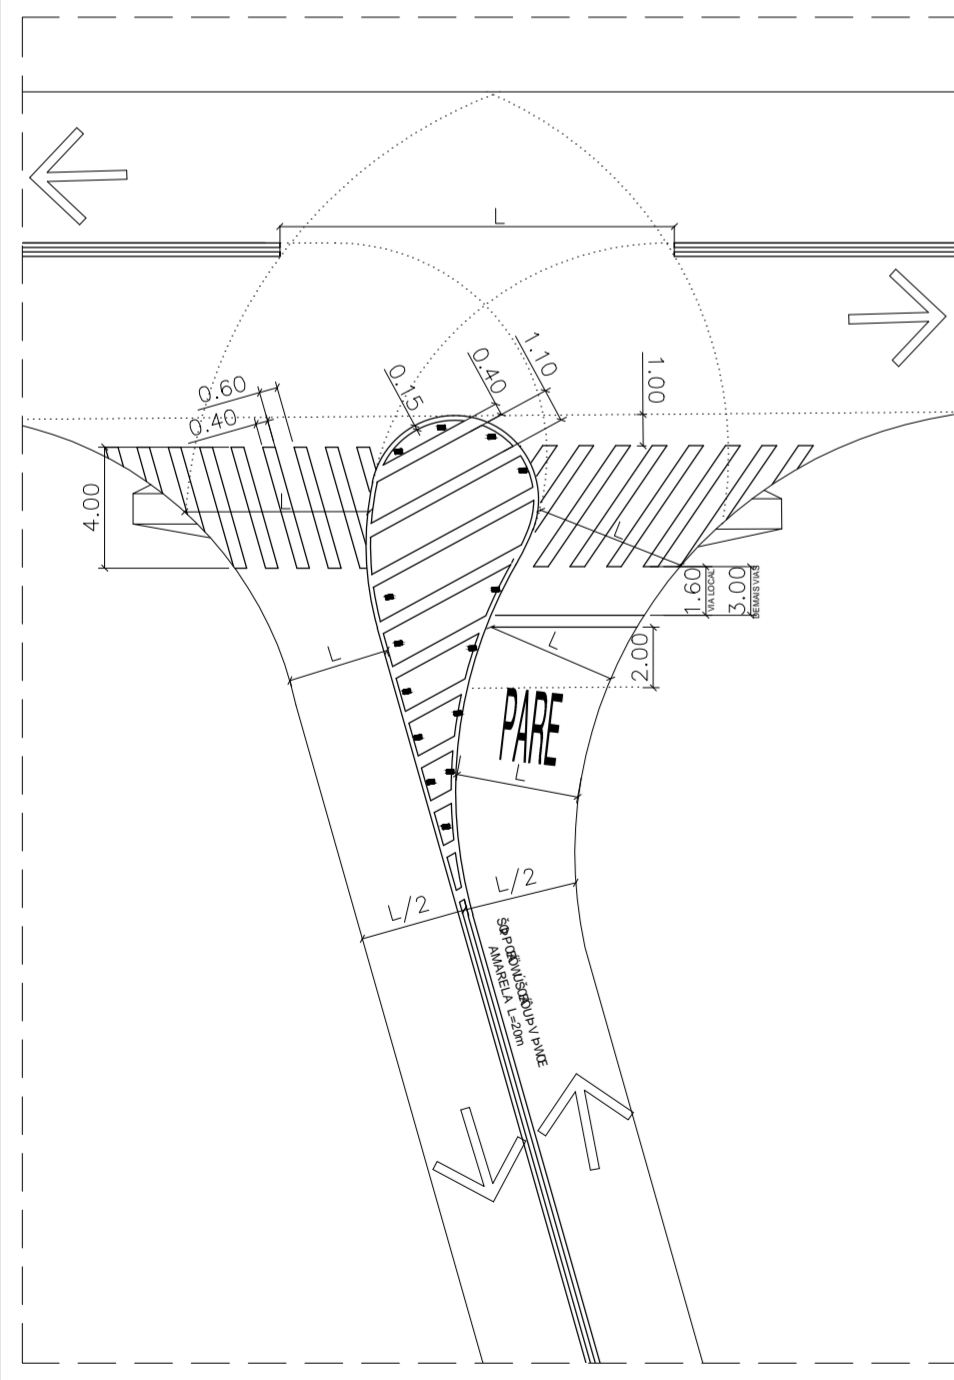 L
1.10
0.40
0.15
1.00
0.60
0.40
4.00
L
L
1.60
VIA LOCAL
3.00
DEMAIS VIAS
L
L
2.00
PARE
L
L/2
L/2
AMARELA L=20m